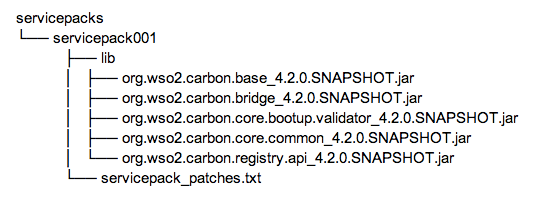 servicepacks
└── servicepack001
├── lib
│ ├── org.wso2.carbon.base_4.2.0.SNAPSHOT.jar
│ ├── org.wso2.carbon.bridge_4.2.0.SNAPSHOT.jar
│ ├── org.wso2.carbon.core.bootup.validator_4.2.0.SNAPSHOT.jar
│ ├── org.wso2.carbon.core.common_4.2.0.SNAPSHOT.jar
│ └── org.wso2.carbon.registry.api_4.2.0.SNAPSHOT.jar
└── servicepack_patches.txt